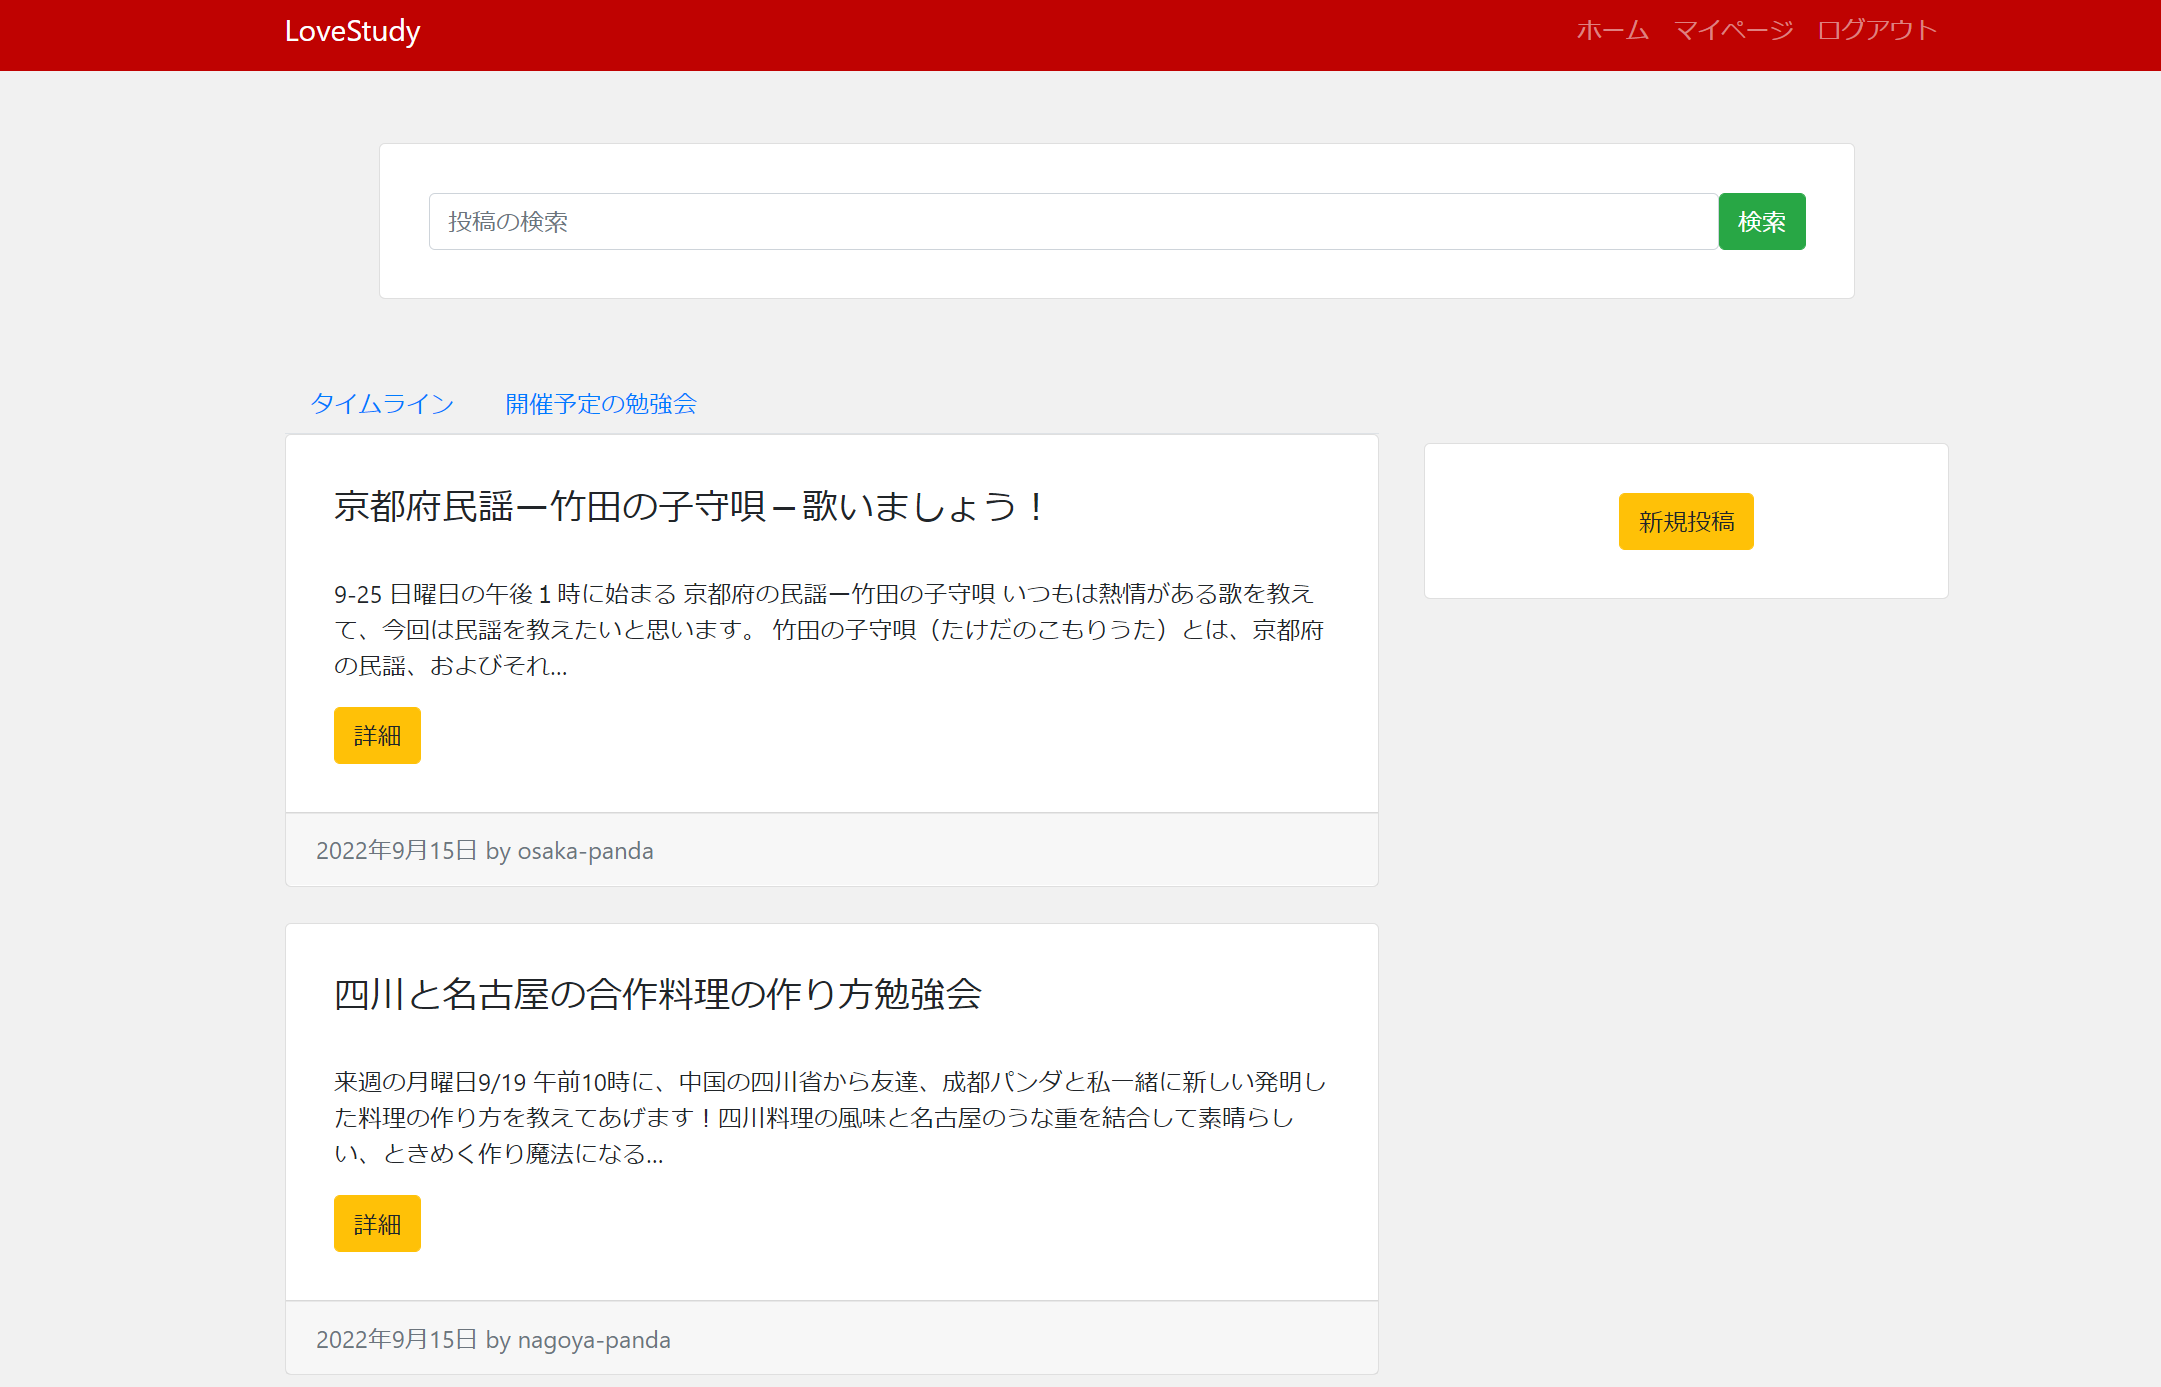 LoveStudy
ホーム マイページ ログアウト
投稿の検索 検索
タイムライン 開催予定の勉強会
京都府民謡ー竹田の子守唄－歌いましょう！
新規投稿
9-25 日曜日の午後１時に始まる 京都府の民謡ー竹田の子守唄 いつもは熱情がある歌を教え
て、今回は民謡を教えたいと思います。 竹田の子守唄（たけだのこもりうた）とは、京都府
の民謡、およびそれ...
詳細
2022年9月15日 by osaka-panda
四川と名古屋の合作料理の作り方勉強会
来週の月曜日9/19 午前10時に、中国の四川省から友達、成都パンダと私一緒に新しい発明し
た料理の作り方を教えてあげます！四川料理の風味と名古屋のうな重を結合して素晴らし
い、ときめく作り魔法になる...
詳細
2022年9月15日 by nagoya-panda